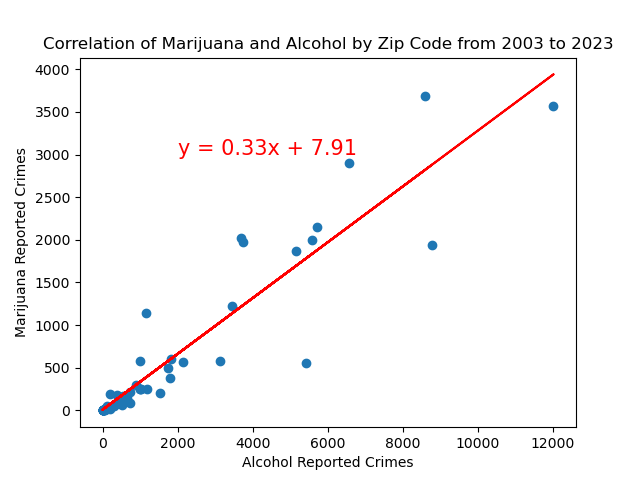 Correlation of Marijuana and Alcohol by Zip Code from 2003 to 2023
4000
3500
3000
2500
2000
1500
1000
500
0
Marijuana Reported Crimes
y = 0.33x + 7.91
0 2000 4000 6000 8000 10000 12000
Alcohol Reported Crimes